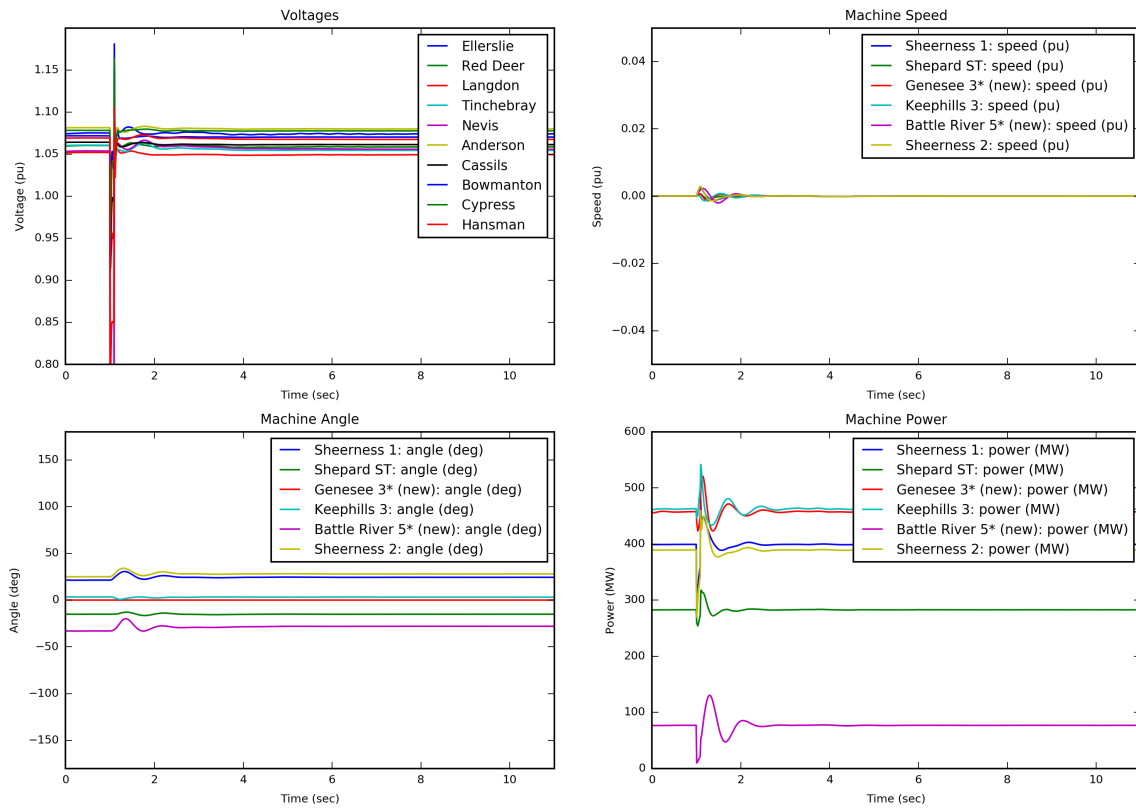 Voltages
1.15
1.10
1.05
1.00
0.95
0.90
0.85
0.80
Voltage (pu)
0 2 4 6 8 10
Time (sec)
Ellerslie
Red Deer
Langdon
Tinchebray
Nevis
Anderson
Cassils
Bowmanton
Cypress
Hansman
Machine Speed
0.04
0.02
0.00
−0.02
−0.04
Speed (pu)
0 2 4 6 8 10
Time (sec)
Sheerness 1: speed (pu)
Shepard ST: speed (pu)
Genesee 3* (new): speed (pu)
Keephills 3: speed (pu)
Battle River 5* (new): speed (pu)
Sheerness 2: speed (pu)
Machine Angle
150
100
50
0
−50
−100
−150
Angle (deg)
0 2 4 6 8 10
Time (sec)
Sheerness 1: angle (deg)
Shepard ST: angle (deg)
Genesee 3* (new): angle (deg)
Keephills 3: angle (deg)
Battle River 5* (new): angle (deg)
Sheerness 2: angle (deg)
Machine Power
600
500
400
300
200
100
0
Power (MW)
0 2 4 6 8 10
Time (sec)
Sheerness 1: power (MW)
Shepard ST: power (MW)
Genesee 3* (new): power (MW)
Keephills 3: power (MW)
Battle River 5* (new): power (MW)
Sheerness 2: power (MW)